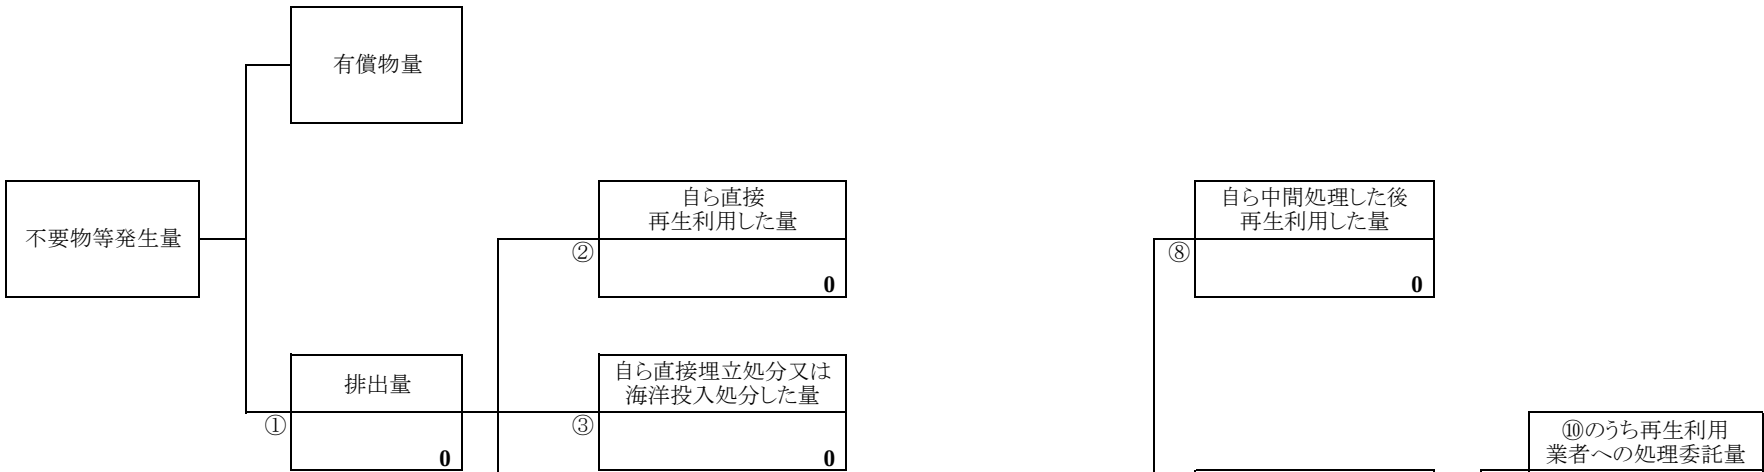 有償物量
不要物等発生量
自ら直接
再生利用した量
②
0
自ら中間処理した後
再生利用した量
⑧
0
排出量
①
0
自ら直接埋立処分又は
海洋投入処分した量
③
0
⑩のうち再生利用
業者への処理委託量